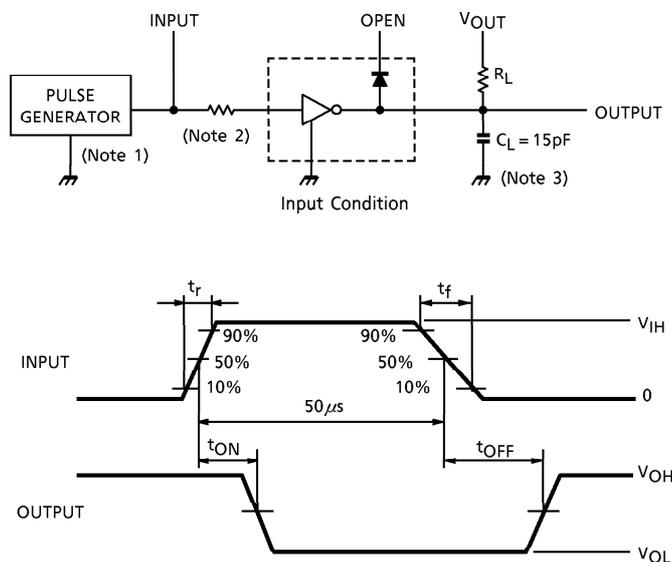 INPUT
OPEN
VOUT
PULSE
GENERATOR
RL
OUTPUT
(Note 1)
(Note 2)
CL = 15pF
(Note 3)
Input Condition
tr
tf
VIH
90%
90%
INPUT
50%
50%
10%
10%
0
50μs
tON
tOFF
VOH
OUTPUT
VOL